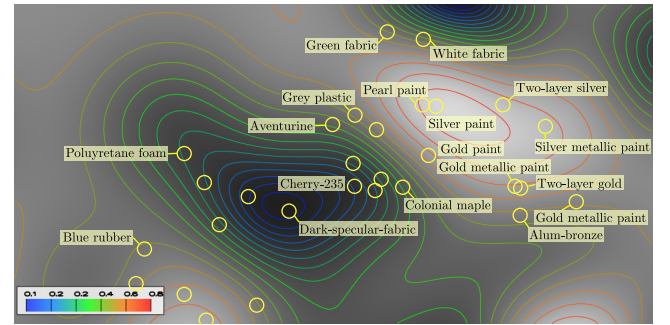 Green fabric
White fabric
Pearl paint
Two-layer silver
Grey plastic
Silver paint
Aventurine
Silver metallic paint
Poluyretane foam
Gold paint
Gold metallic paint
Cherry-235
Two-layer gold
Colonial maple
Gold metallic paint
Dark-specular-fabric
Alum-bronze
Blue rubber
0.1 0.2 0.2 0.4 0.6 0.8